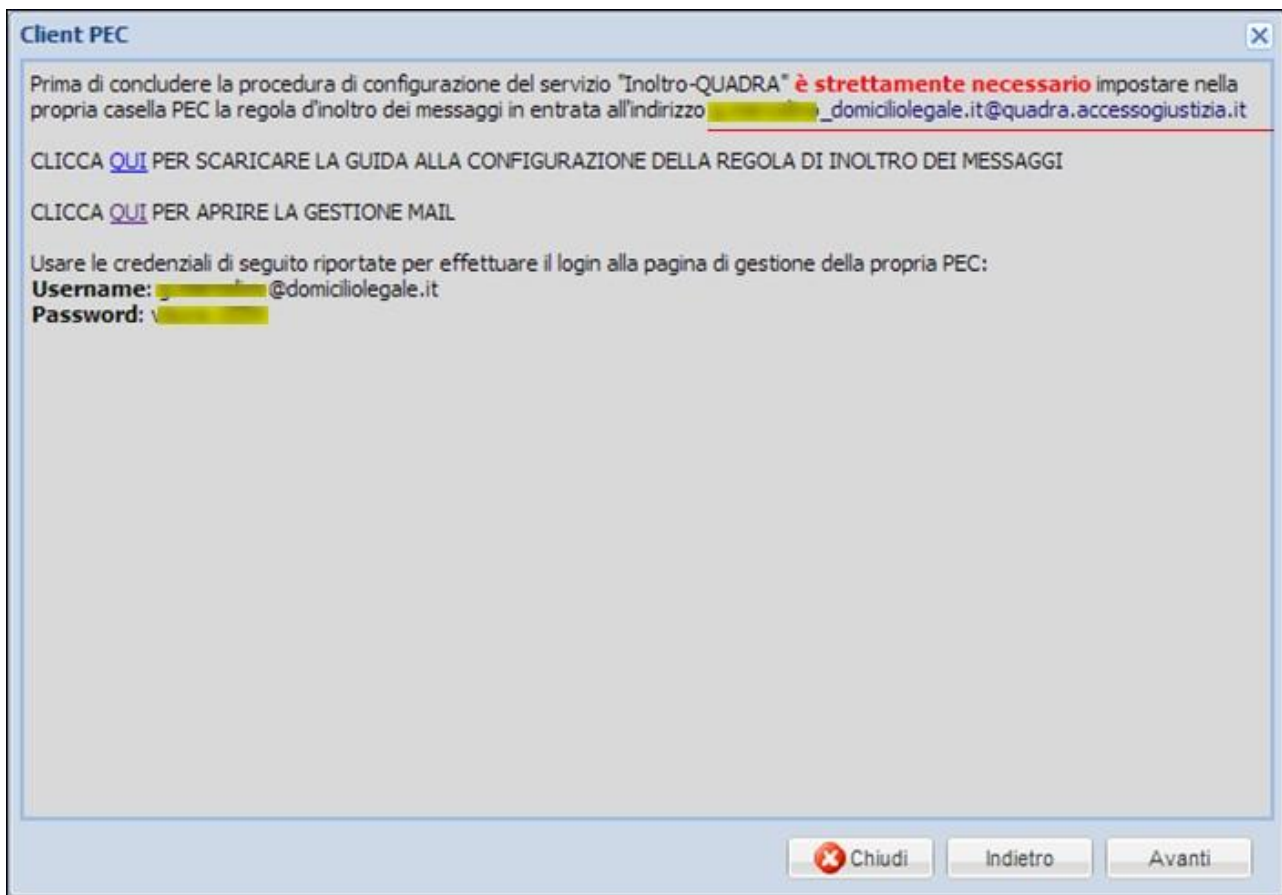 Client PEC
Prima di concludere la procedura di configurazione del servizio "Inoltro-QUADRA" è strettamente necessario impostare nella
propria casella PEC la regola d'inoltro dei messaggi in entrata all'indirizzo _domiciliolegale.it@quadra.accessogiustizia.it
CLICCA QUI PER SCARICARE LA GUIDA ALLA CONFIGURAZIONE DELLA REGOLA DI INOLTRO DEI MESSAGGI
CLICCA QUI PER APRIRE LA GESTIONE MAIL
Usare le credenziali di seguito riportate per effettuare il login alla pagina di gestione della propria PEC:
Username: @domiciliolegale.it
Password:
Chiudi Indietro Avanti